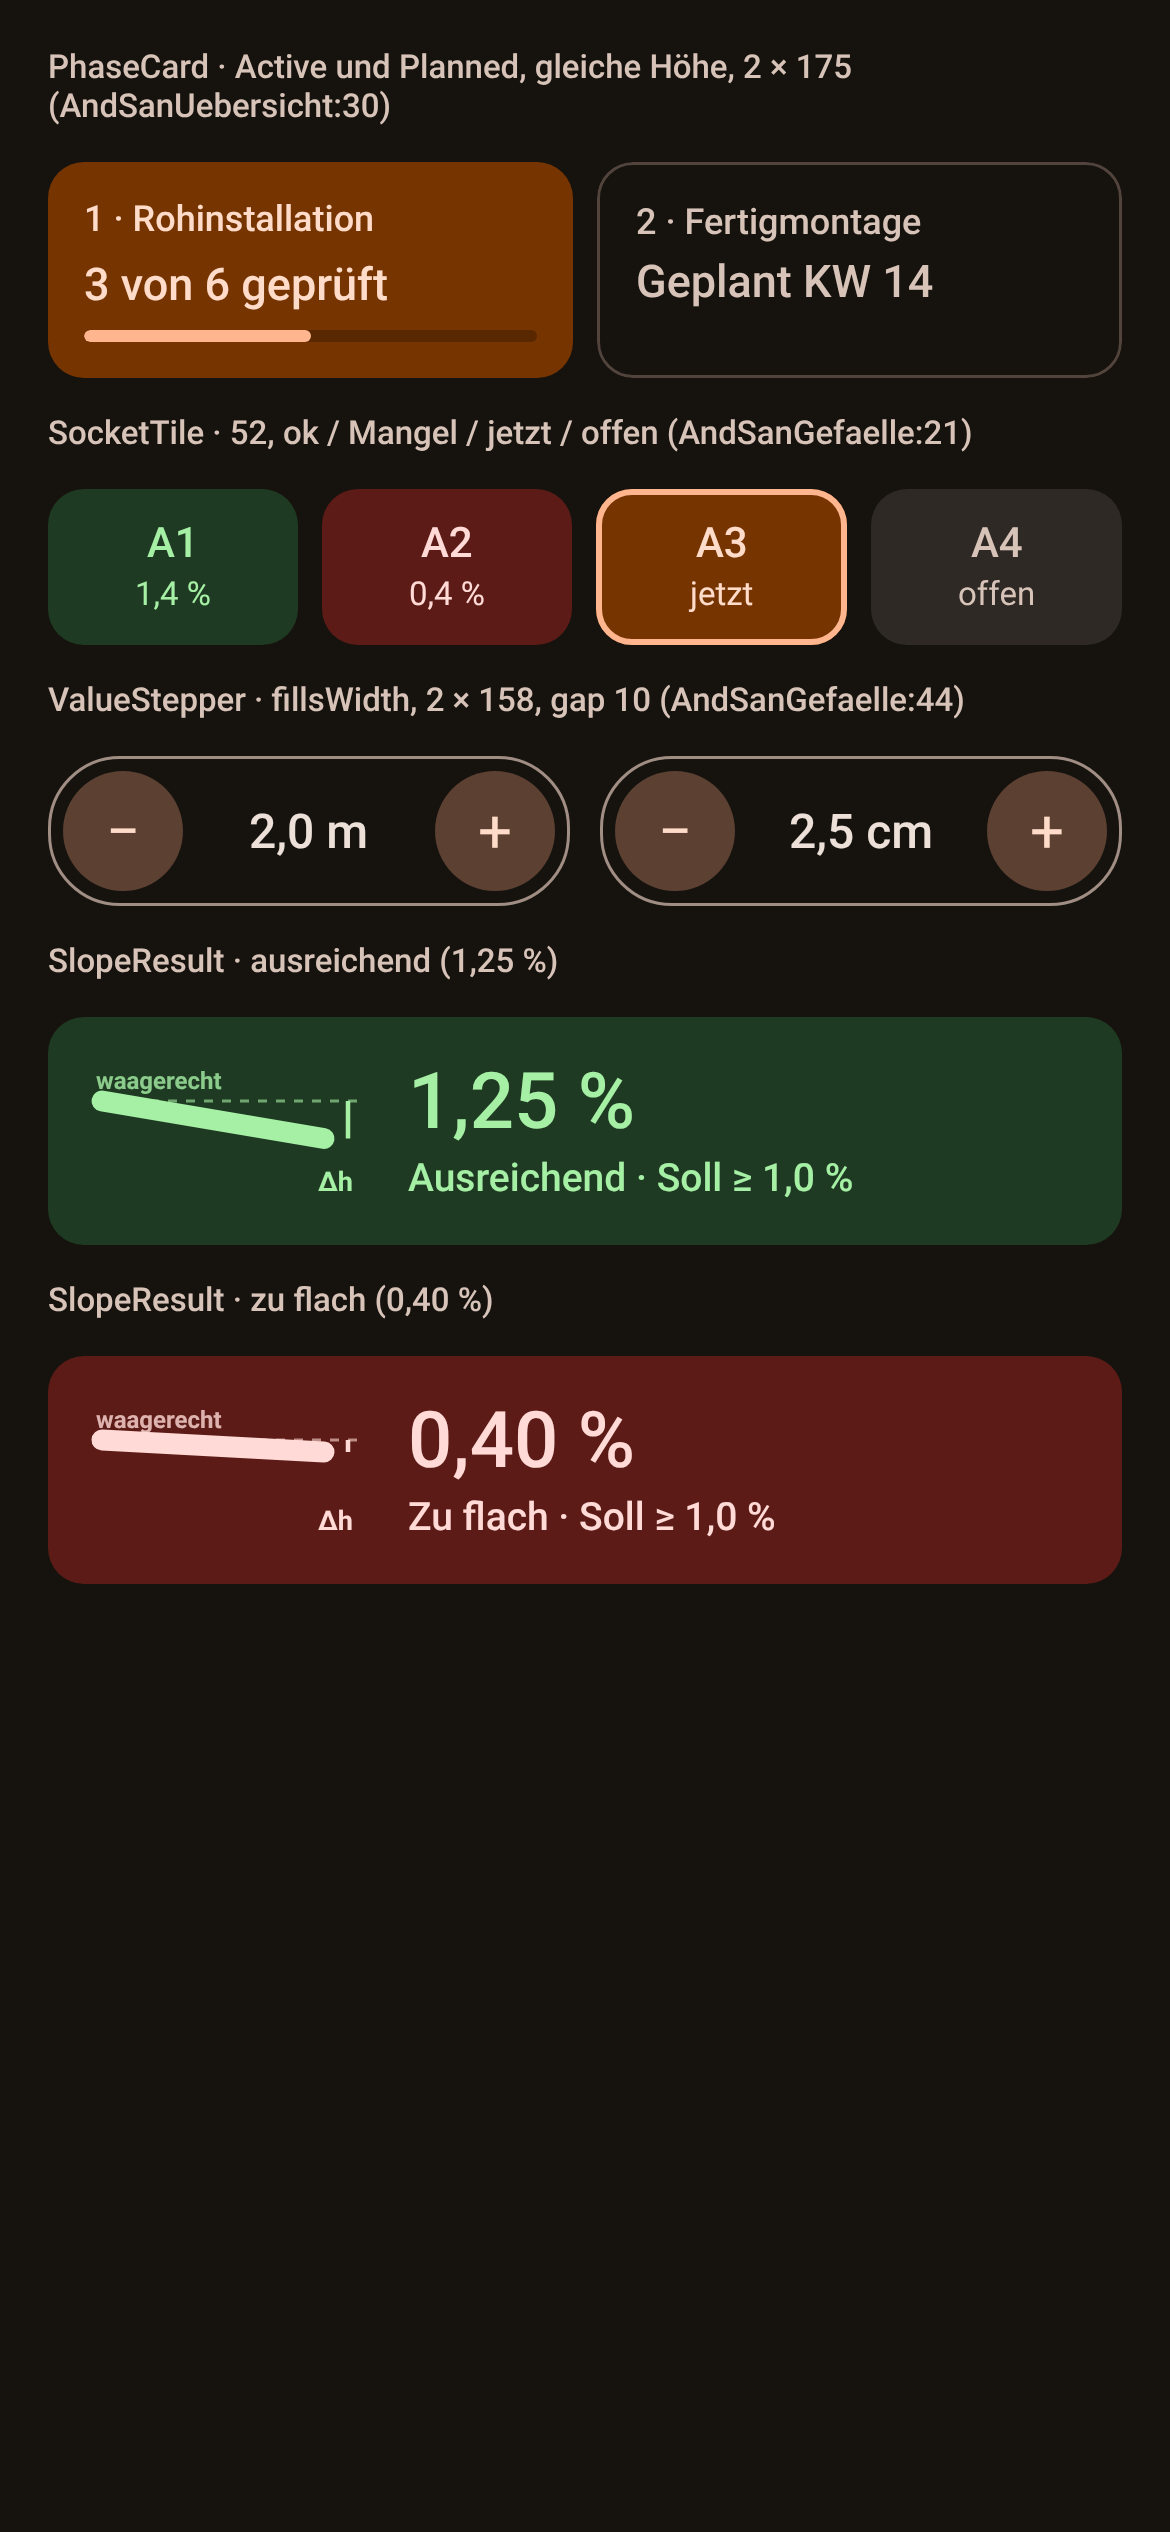 PhaseCard · Active und Planned, gleiche Höhe, 2 × 175
(AndSanUebersicht:30)
1 · Rohinstallation
3 von 6 geprüft
2 · Fertigmontage
Geplant KW 14
SocketTile · 52, ok / Mangel / jetzt / offen (AndSanGefaelle:21)
A1
1,4 %
A2
0,4 %
A3
jetzt
A4
offen
ValueStepper · fillsWidth, 2 × 158, gap 10 (AndSanGefaelle:44)
− 2,0 m +
− 2,5 cm +
SlopeResult · ausreichend (1,25 %)
waagerecht
Δh
1,25 %
Ausreichend · Soll ≥ 1,0 %
SlopeResult · zu flach (0,40 %)
waagerecht
Δh
0,40 %
Zu flach · Soll ≥ 1,0 %